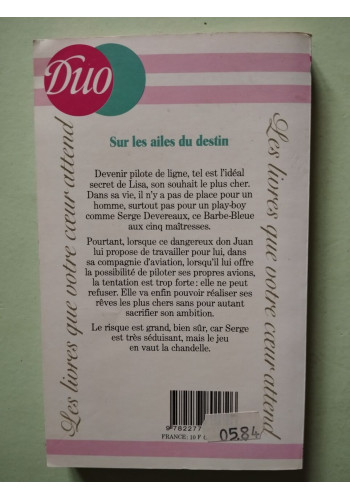 Duo
Sur les ailes du destin
Devenir pilote de ligne, tel est l'idéal
secret de Lisa, son souhait le plus cher.
Dans sa vie, il n'y a pas de place pour un
homme, surtout pas pour un play-boy
comme Serge Devereaux, ce Barbe-Bleue
aux cinq maîtresses.
Pourtant, lorsque ce dangereux don Juan
lui propose de travailler pour lui, dans
sa compagnie d'aviation, lorsqu'il lui offre
la possibilité de piloter ses propres avions,
la tentation est trop forte : elle ne peut
refuser. Elle va enfin pouvoir réaliser ses
rêves les plus chers sans pour autant
sacrifier son ambition.
Le risque est grand, bien sûr, car Serge
est très séduisant, mais le jeu
en vaut la chandelle.
Les livres que votre cœur attend
Les livres que votre cœur attend
9 782277
FRANCE : 10 F
05.84